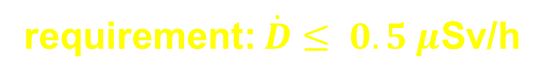 requirement: Ḋ ≤ 0.5 μSv/h